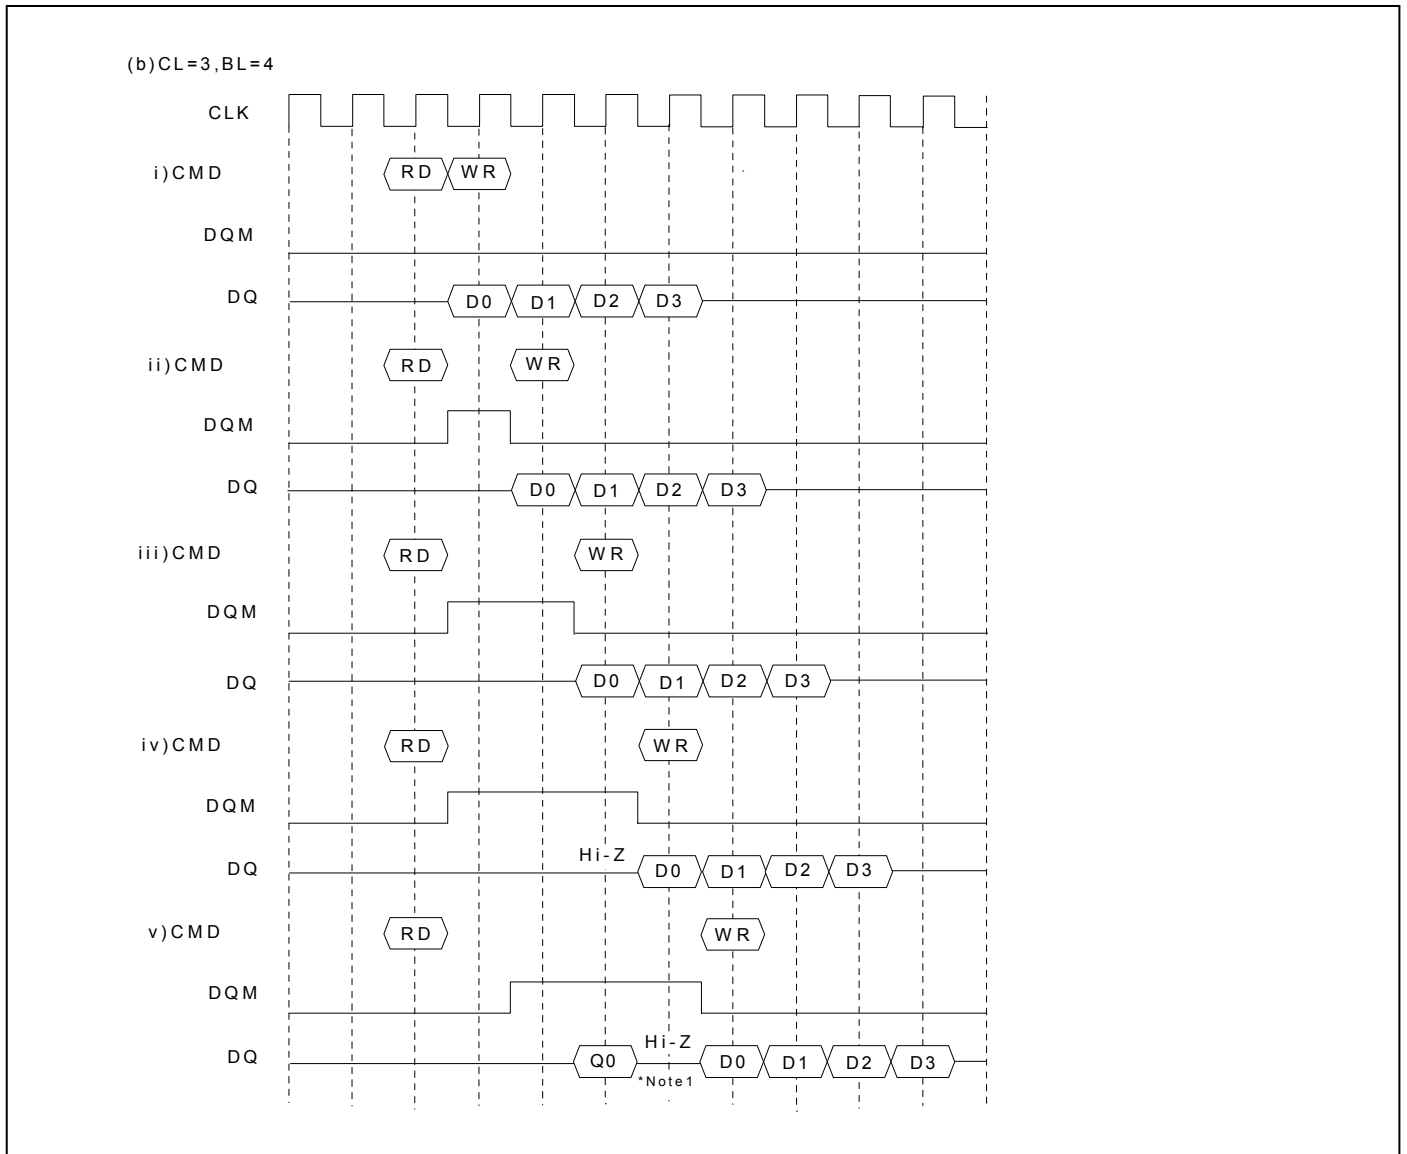 (b)CL=3,BL=4
CLK
i)CMD RD WR
DQM
DQ D0 D1 D2 D3
ii)CMD RD WR
DQM
DQ D0 D1 D2 D3
iii)CMD RD WR
DQM
DQ D0 D1 D2 D3
iv)CMD RD WR
DQM
Hi-Z
DQ D0 D1 D2 D3
v)CMD RD WR
DQM
Hi-Z
DQ Q0 D0 D1 D2 D3
*Note1